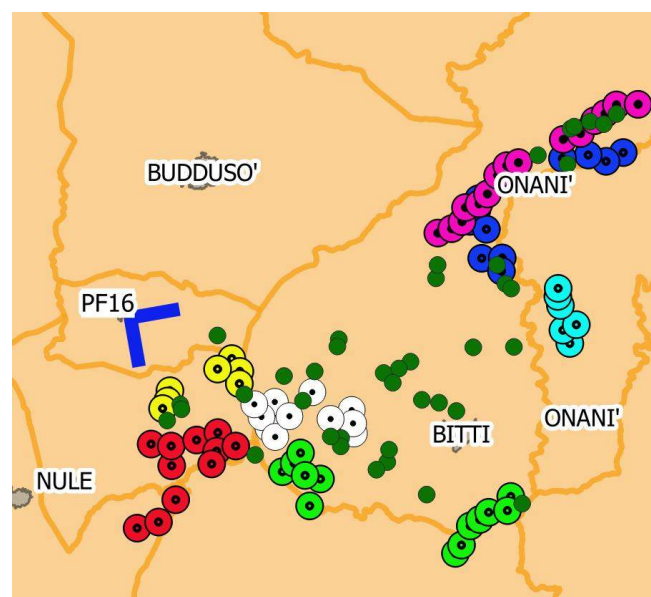 BUDDUSO'
ONANI'
PF16
ONANI'
BITTI
NULE